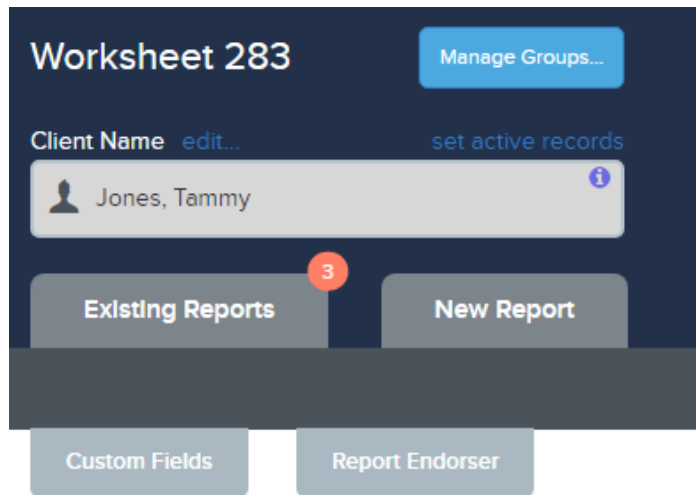 Worksheet 283
Manage Groups...
Client Name edit...
set active records
Jones, Tammy
3
Existing Reports
New Report
Custom Fields
Report Endorser